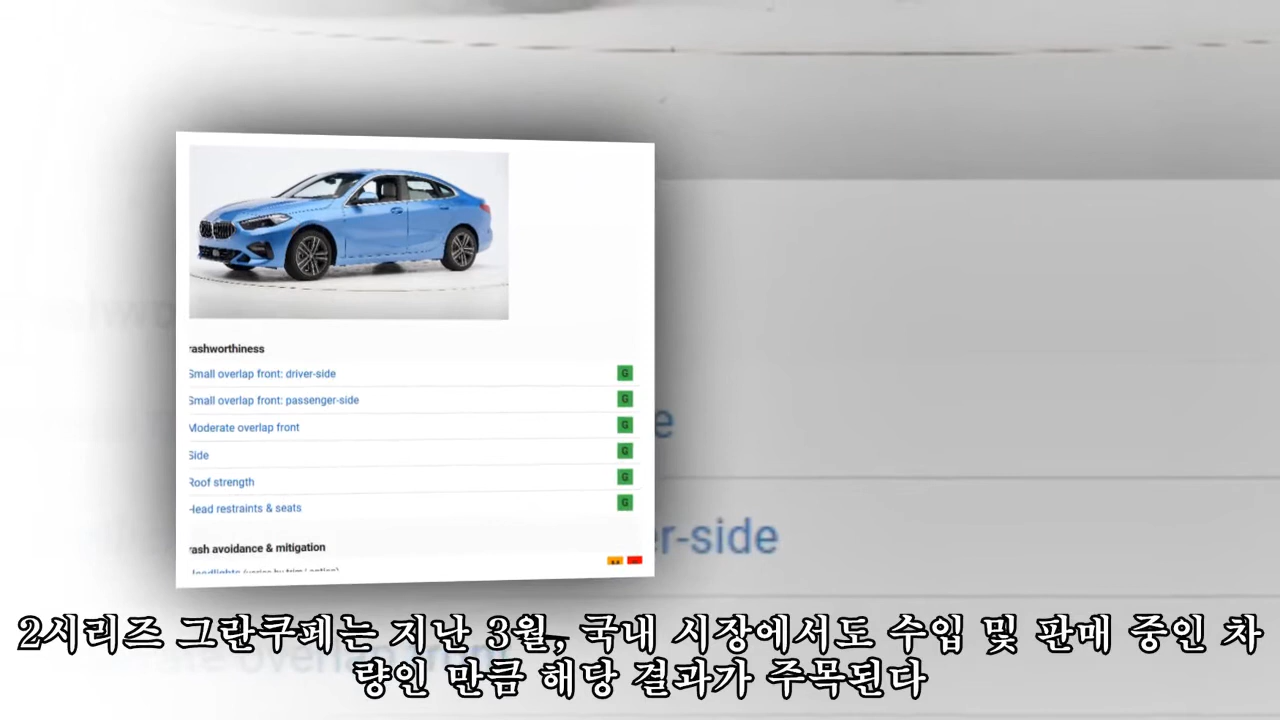 rashworthiness
Small overlap front: driver-side G
Small overlap front: passenger-side G
Moderate overlap front G
Side G
Roof strength G
Head restraints & seats G
rash avoidance & mitigation
er-side
2시리즈 그란쿠페는 지난 3월, 국내 시장에서도 수입 및 판매 중인 차
량인 만큼 해당 결과가 주목된다